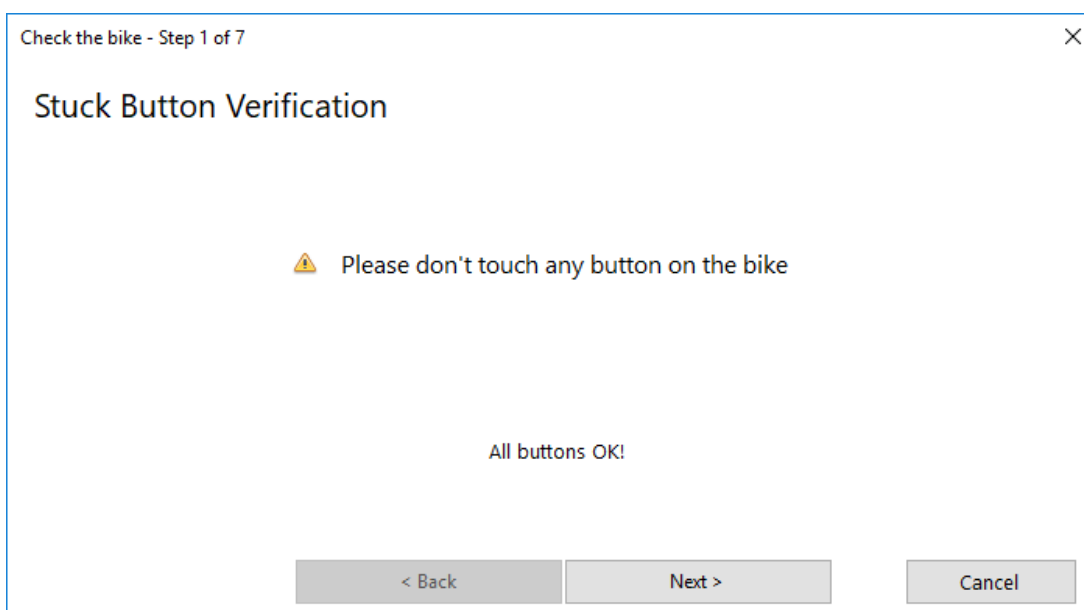 Check the bike - Step 1 of 7
Stuck Button Verification
Please don't touch any button on the bike
All buttons OK!
< Back
Next >
Cancel